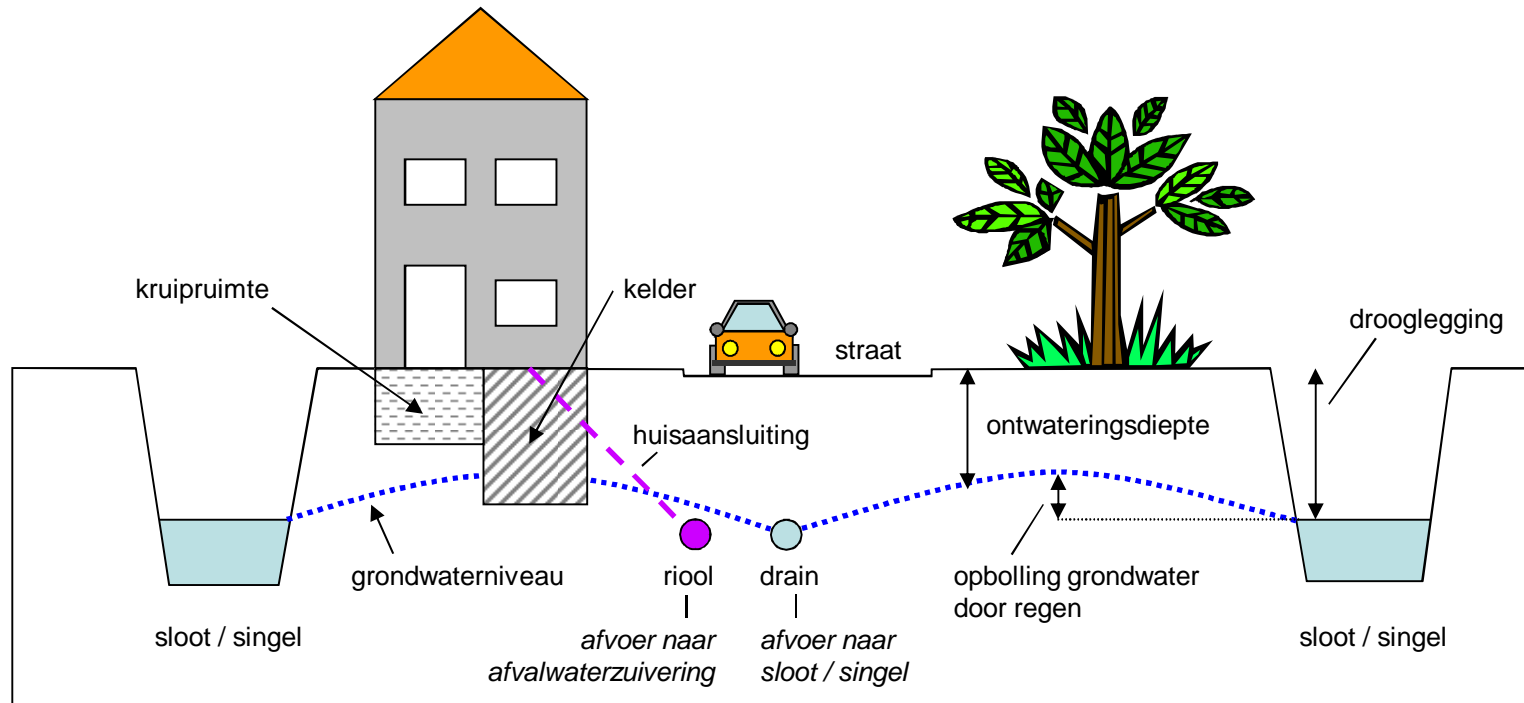 kruipruimte
kelder
straat
drooglegging
huisaansluiting
ontwateringsdiepte
grondwaterniveau
riool
drain
opbolling grondwater
door regen
sloot / singel
afvoer naar
afvalwaterzuivering
afvoer naar
sloot / singel
sloot / singel